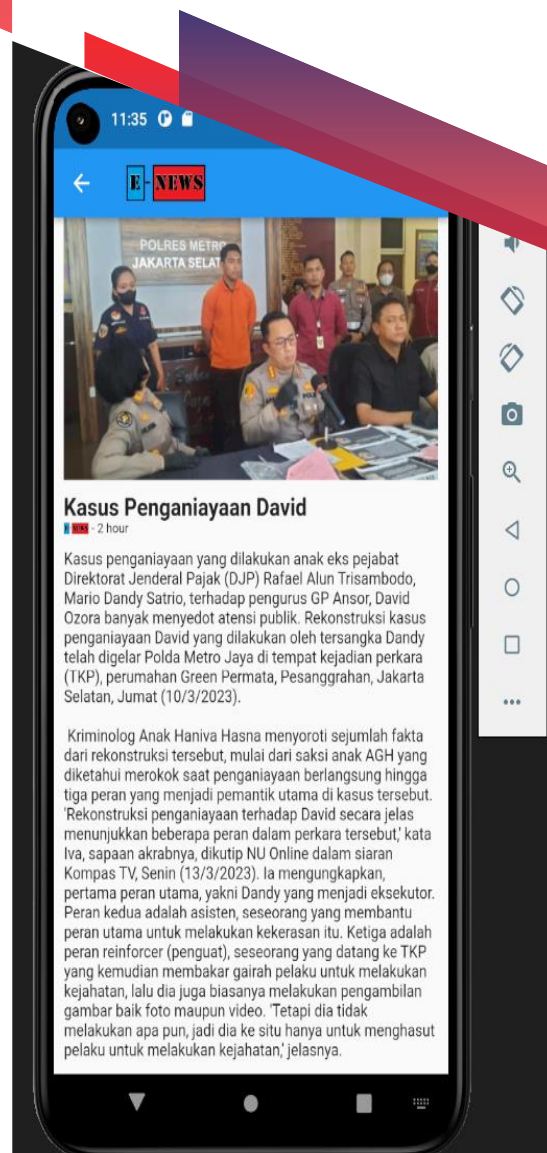 11:35
E-NEWS
POLRES METRO
JAKARTA SELAT
Kasus Penganiayaan David
E-NEWS - 2 hour
Kasus penganiayaan yang dilakukan anak eks pejabat
Direktorat Jenderal Pajak (DJP) Rafael Alun Trisambodo,
Mario Dandy Satrio, terhadap pengurus GP Ansor, David
Ozora banyak menyedot atensi publik. Rekonstruksi kasus
penganiayaan David yang dilakukan oleh tersangka Dandy
telah digelar Polda Metro Jaya di tempat kejadian perkara
(TKP), perumahan Green Permata, Pesanggrahan, Jakarta
Selatan, Jumat (10/3/2023).
Kriminolog Anak Haniva Hasna menyoroti sejumlah fakta
dari rekonstruksi tersebut, mulai dari saksi anak AGH yang
diketahui merokok saat penganiayaan berlangsung hingga
tiga peran yang menjadi pemantik utama di kasus tersebut.
'Rekonstruksi penganiayaan terhadap David secara jelas
menunjukkan beberapa peran dalam perkara tersebut,' kata
Iva, sapaan akrabnya, dikutip NU Online dalam siaran
Kompas TV, Senin (13/3/2023). Ia mengungkapkan,
pertama peran utama, yakni Dandy yang menjadi eksekutor.
Peran kedua adalah asisten, seseorang yang membantu
peran utama untuk melakukan kekerasan itu. Ketiga adalah
peran reinforcer (penguat), seseorang yang datang ke TKP
yang kemudian membakar gairah pelaku untuk melakukan
kejahatan, lalu dia juga biasanya melakukan pengambilan
gambar baik foto maupun video. 'Tetapi dia tidak
melakukan apa pun, jadi dia ke situ hanya untuk menghasut
pelaku untuk melakukan kejahatan,' jelasnya.